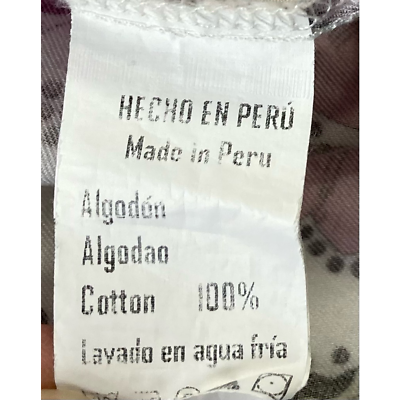 HECHO EN PERÚ
Made in Peru
Algodón
Algodao
Cotton 100%
Lavado en agua fría